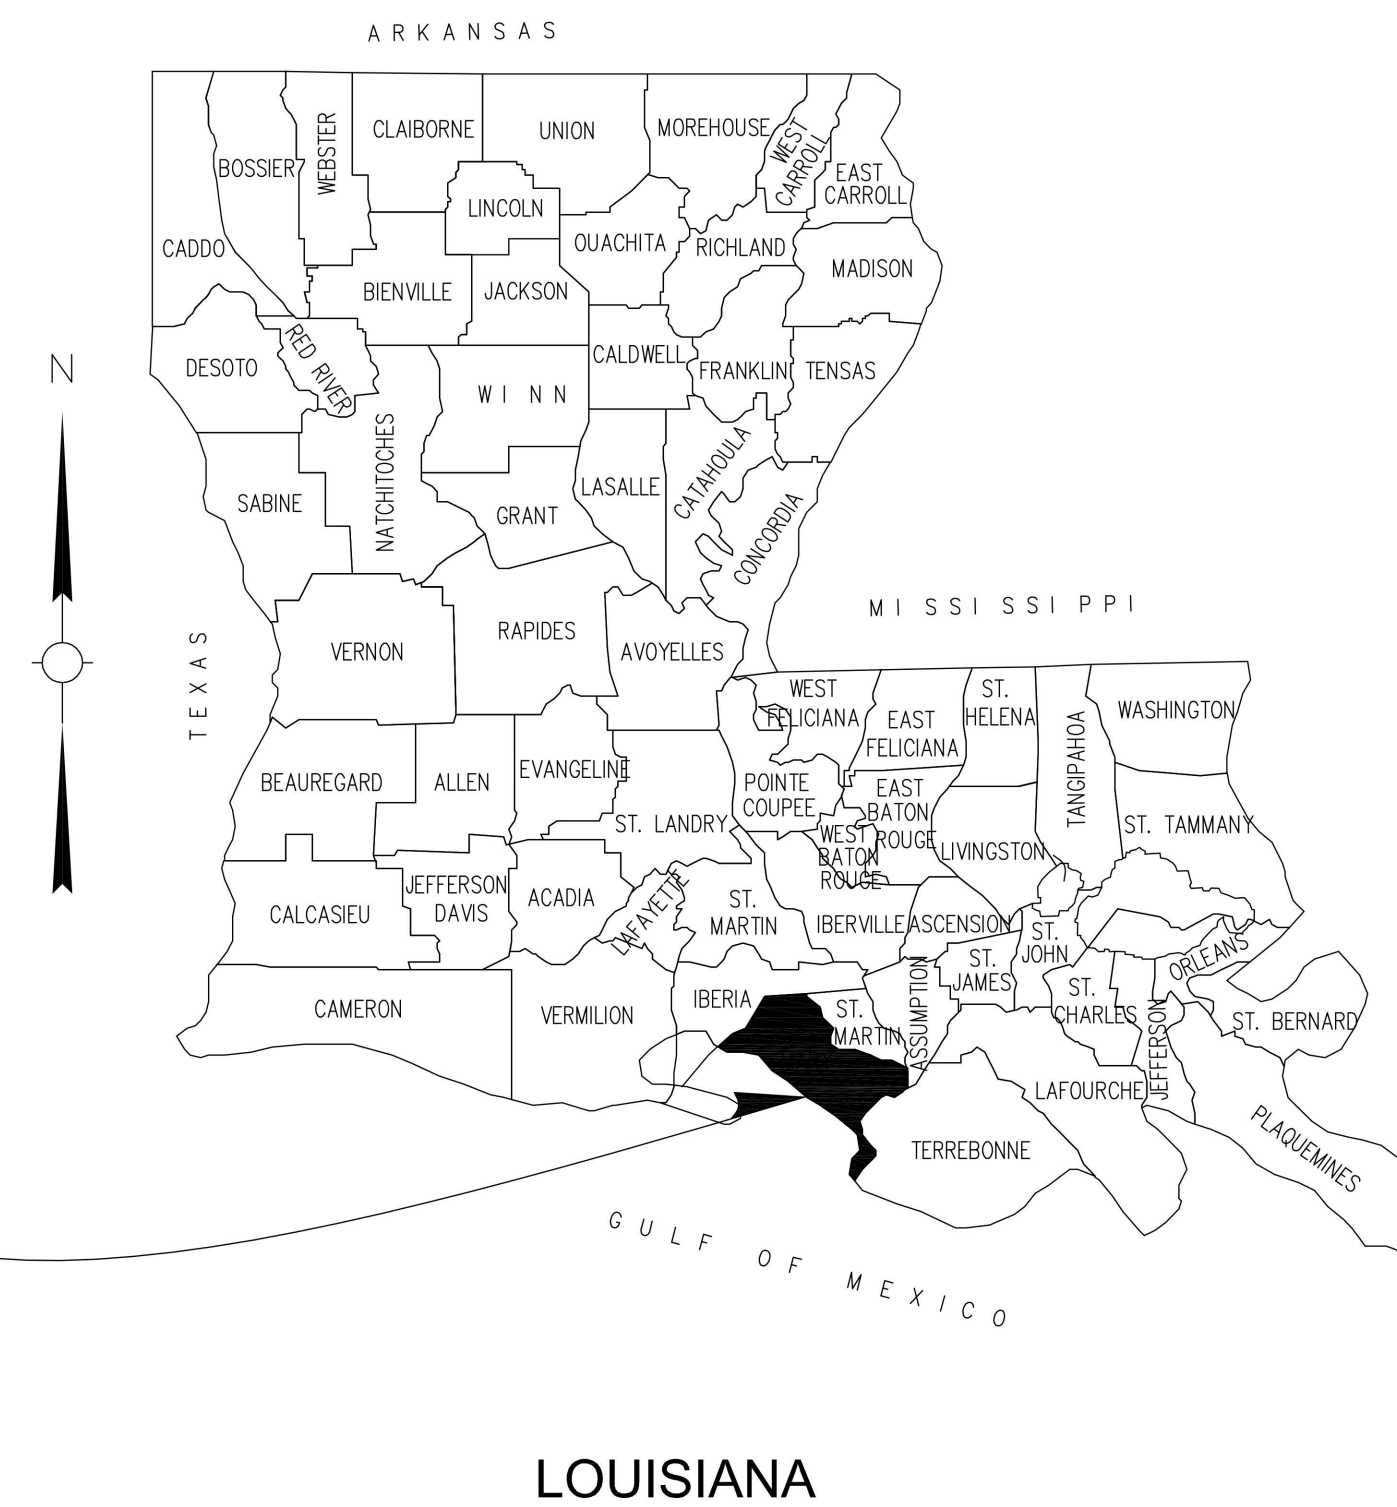 ARKANSAS
CLAIBORNE
UNION
MOREHOUSE
WEBSTER
WEST
CARROLL
BOSSIER
EAST
CARROLL
LINCOLN
CADDO
OUACHITA
RICHLAND
MADISON
BIENVILLE
JACKSON
RED RIVER
CALDWELL
DESOTO
FRANKLIN
TENSAS
N
WINN
NATCHITOCHES
CATAHOULA
LASALLE
SABINE
GRANT
CONCORDIA
MISSISSIPPI
TEXAS
VERNON
RAPIDES
AVOYELLES
WEST
FELICIANA
EAST
FELICIANA
ST.
HELENA
TANGIPAHOA
WASHINGTON
BEAUREGARD
ALLEN
EVANGELINE
POINTE
COUPEE
EAST
BATON
ROUGE
ST. LANDRY
WEST
BATON
ROUGE
LIVINGSTON
ST. TAMMANY
CALCASIEU
JEFFERSON
DAVIS
ACADIA
LAFAYETTE
ST.
MARTIN
IBERVILLE
ASCENSION
ST.
JOHN
ORLEANS
CAMERON
VERMILION
IBERIA
ST.
MARTIN
ASSUMPTION
ST.
JAMES
ST.
CHARLES
JEFFERSON
ST. BERNARD
LAFOURCHE
TERREBONNE
PLAQUEMINES
GULF OF MEXICO
LOUISIANA